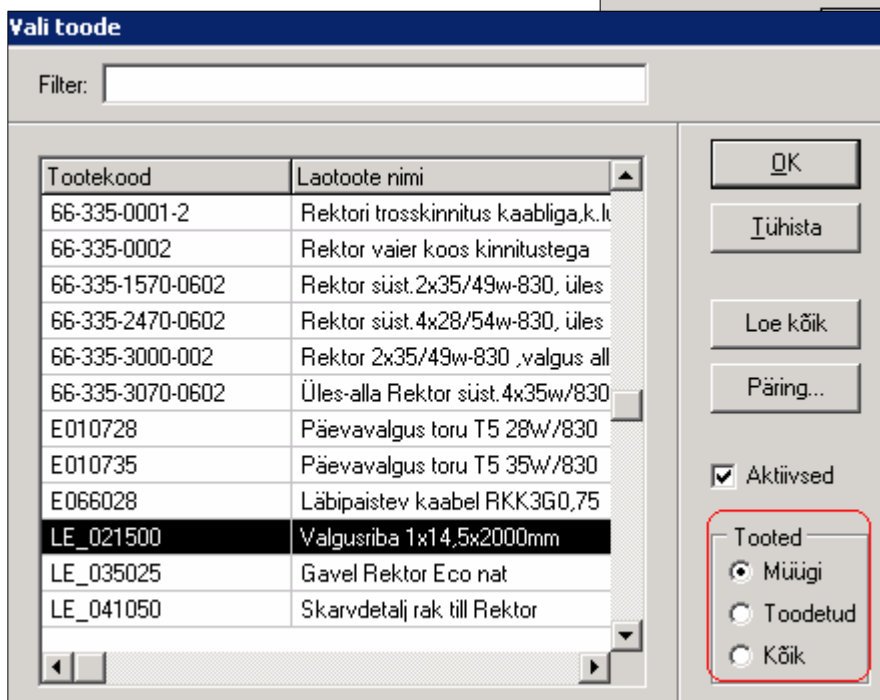 Vali toode
Filter:
Tootekood Laotoote nimi
66-335-0001-2 Rektori trosskinnitus kaabliga,k.lu
66-335-0002 Rektor vaier koos kinnitustega
66-335-1570-0602 Rektor süst.2x35/49w-830, üles
66-335-2470-0602 Rektor süst.4x28/54w-830, üles
66-335-3000-002 Rektor 2x35/49w-830 ,valgus all
66-335-3070-0602 Üles-alla Rektor süst.4x35w/830
E010728 Päevavalgus toru T5 28W/830
E010735 Päevavalgus toru T5 35W/830
E066028 Läbipaistev kaabel RKK3G0,75
LE_021500 Valgusriba 1x14,5x2000mm
LE_035025 Gavel Rektor Eco nat
LE_041050 Skarvdetalj rak till Rektor
OK
Tühista
Loe kõik
Päring...
Aktiivsed
Tooted
Müügi
Toodetud
Kõik